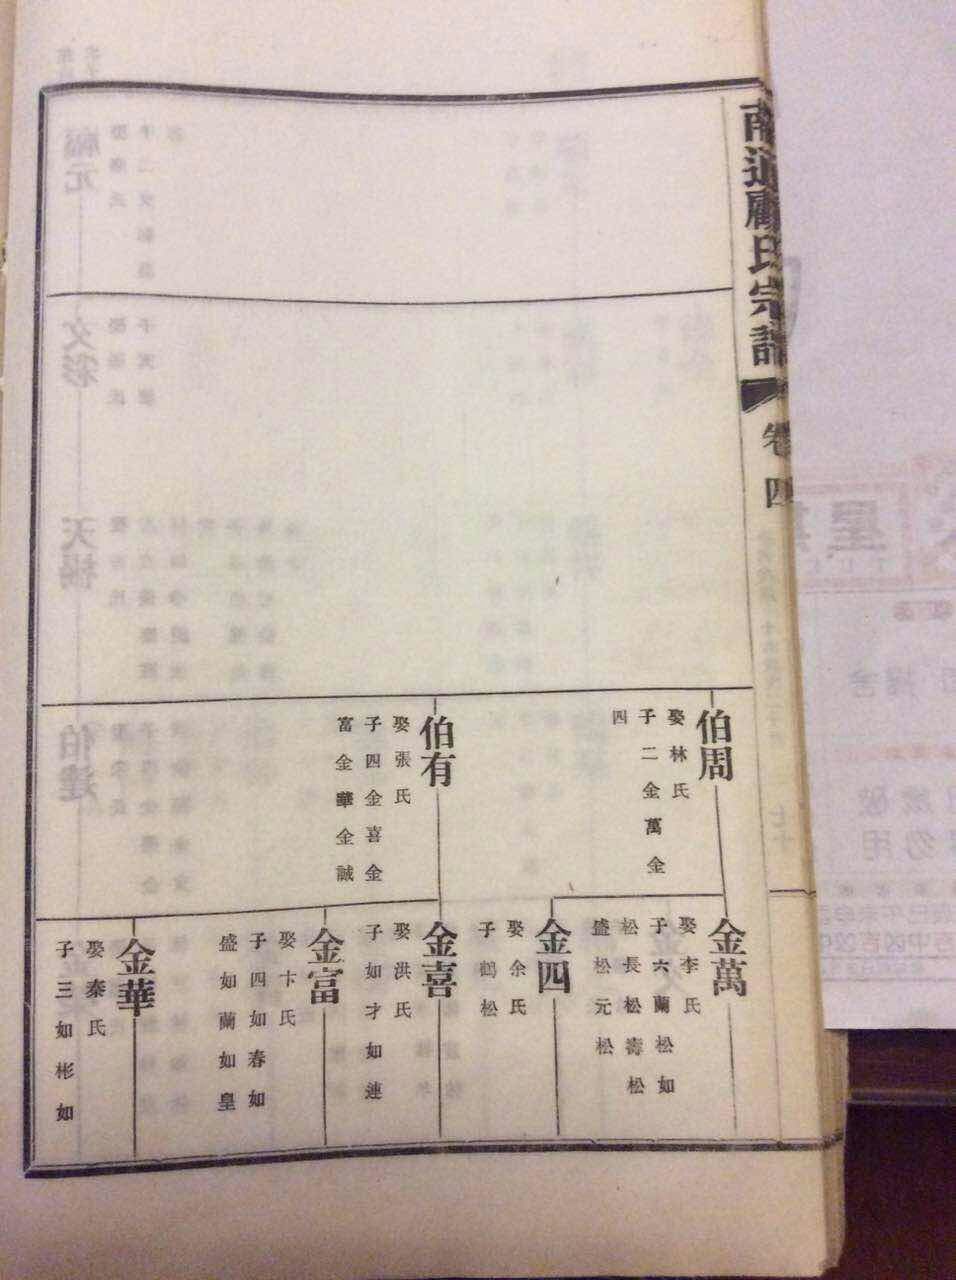 南通顧氏宗譜
卷四
伯周
娶林氏
子二金萬金
四
伯有
娶張氏
子四金喜金
富金華金誠
金萬
娶李氏
子六蘭松如
松長松壽松
盛松元松
金四
娶余氏
子鶴松
金喜
娶洪氏
子如才如連
金富
娶卞氏
子四如春如
盛如蘭如皇
金華
娶秦氏
子三如彬如